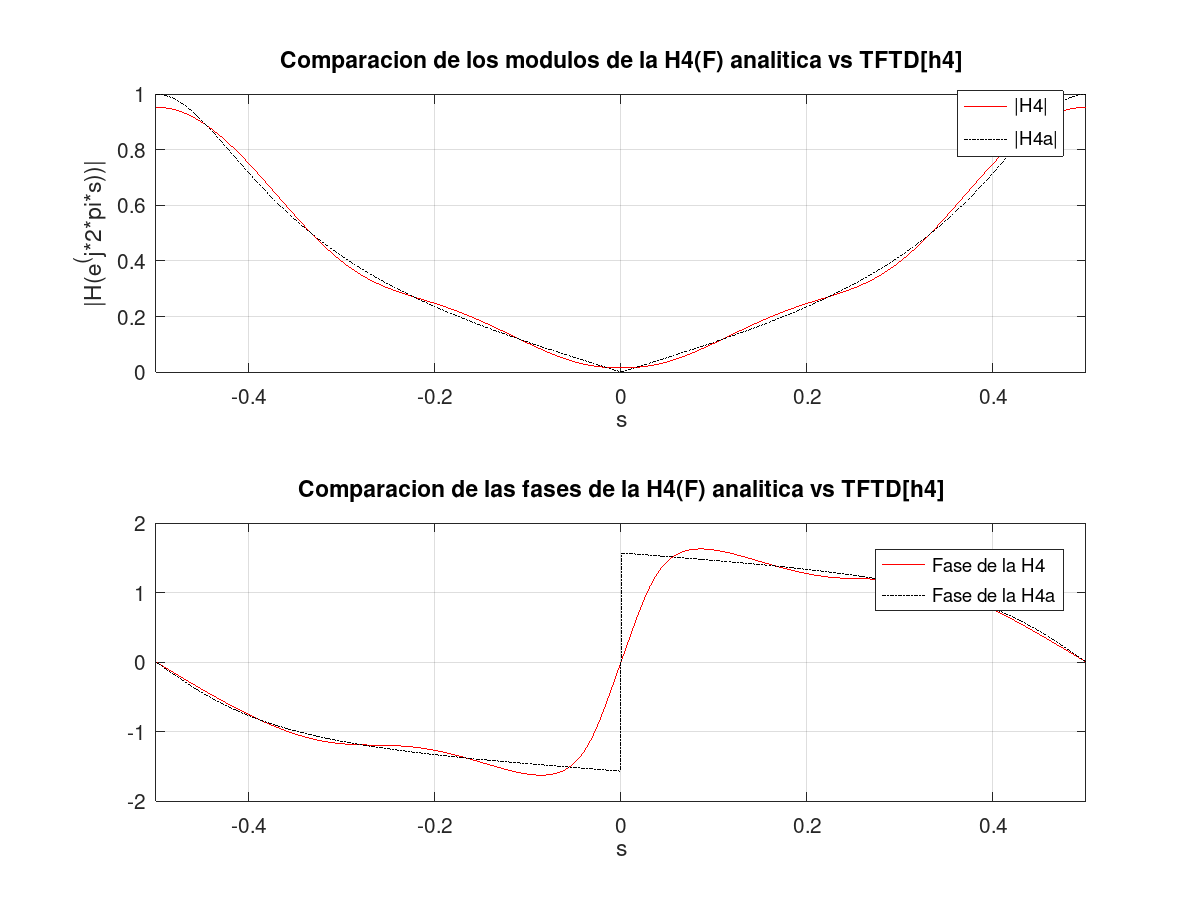 Comparacion de los modulos de la H4(F) analitica vs TFTD[h4]
|H(e(j*2*pi*s))|
1
0.8
0.6
0.4
0.2
0
|H4|
|H4a|
-0.4
-0.2
0
0.2
0.4
s
Comparacion de las fases de la H4(F) analitica vs TFTD[h4]
2
1
0
-1
-2
Fase de la H4
Fase de la H4a
-0.4
-0.2
0
0.2
0.4
s